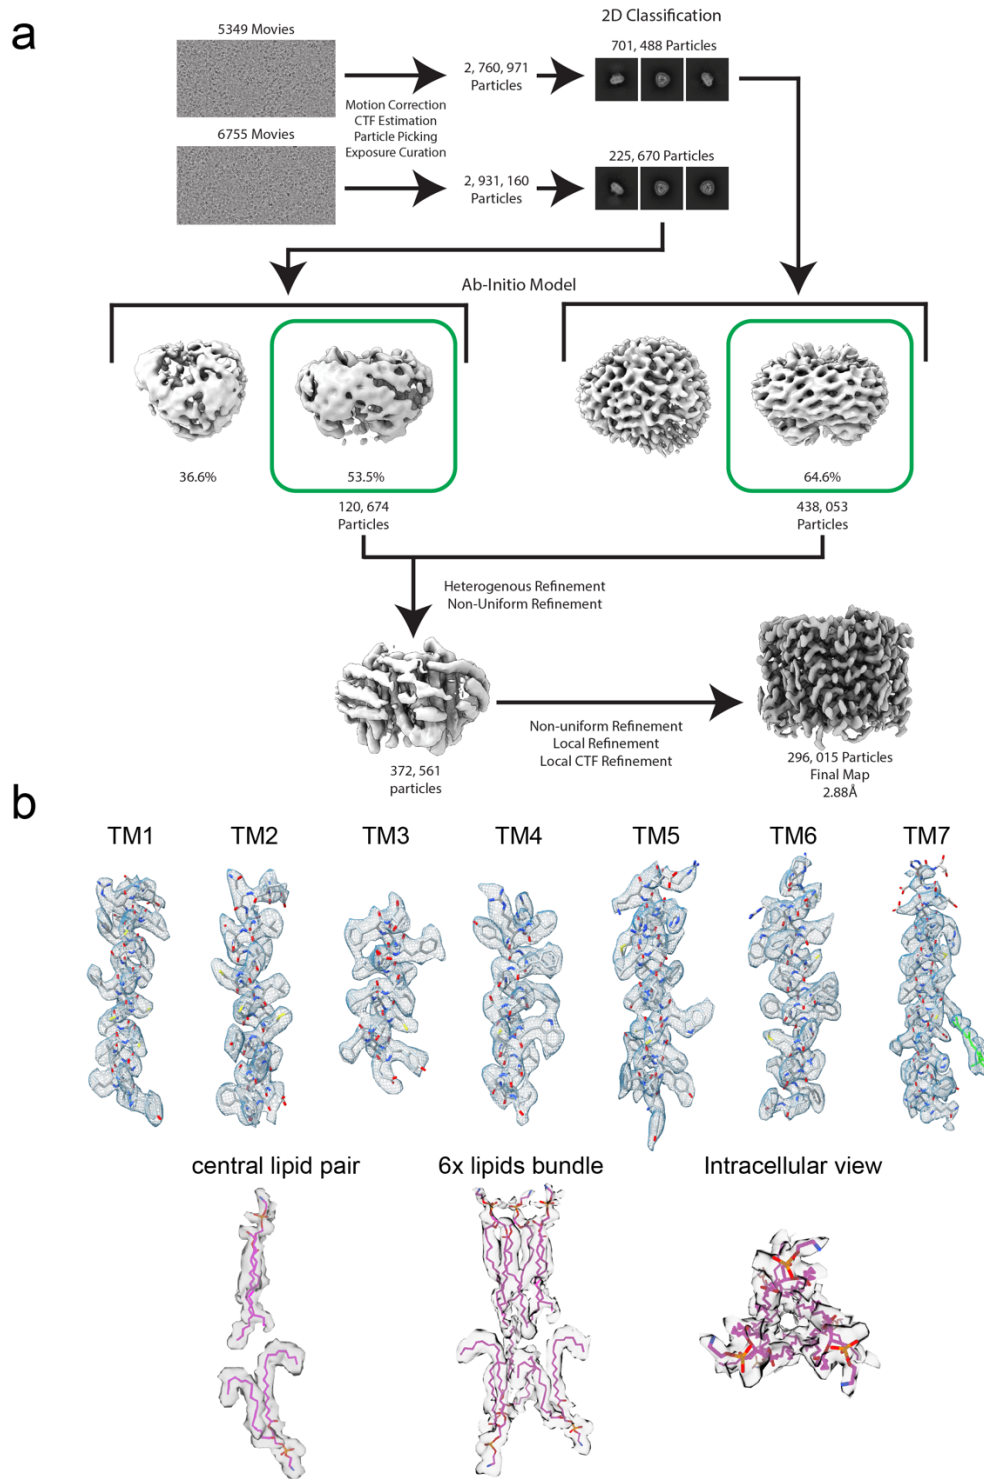 a
5349 Movies
2D Classification
701, 488 Particles
2, 760, 971
Particles
Motion Correction
CTF Estimation
Particle Picking
Exposure Curation
6755 Movies
225, 670 Particles
2, 931, 160
Particles
Ab-Initio Model
36.6%
53.5%
64.6%
120, 674
Particles
438, 053
Particles
Heterogenous Refinement
Non-Uniform Refinement
Non-uniform Refinement
Local Refinement
Local CTF Refinement
372, 561
particles
296, 015 Particles
Final Map
2.88Å
b
TM1 TM2 TM3 TM4 TM5 TM6 TM7
central lipid pair 6x lipids bundle Intracellular view